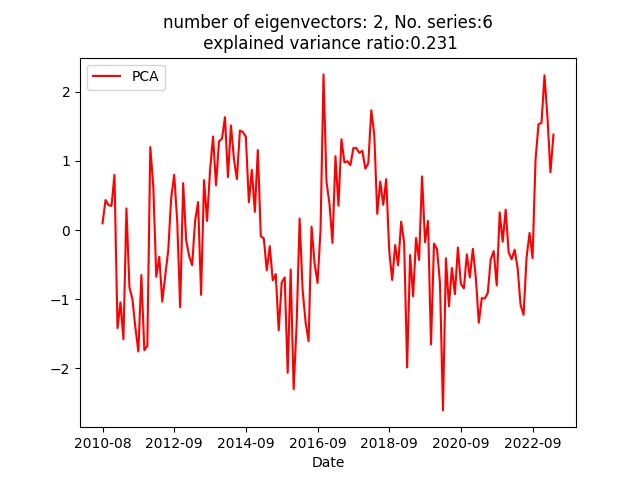 number of eigenvectors: 2, No. series:6
explained variance ratio:0.231
PCA
2
1
0
−1
−2
2010-08 2012-09 2014-09 2016-09 2018-09 2020-09 2022-09
Date